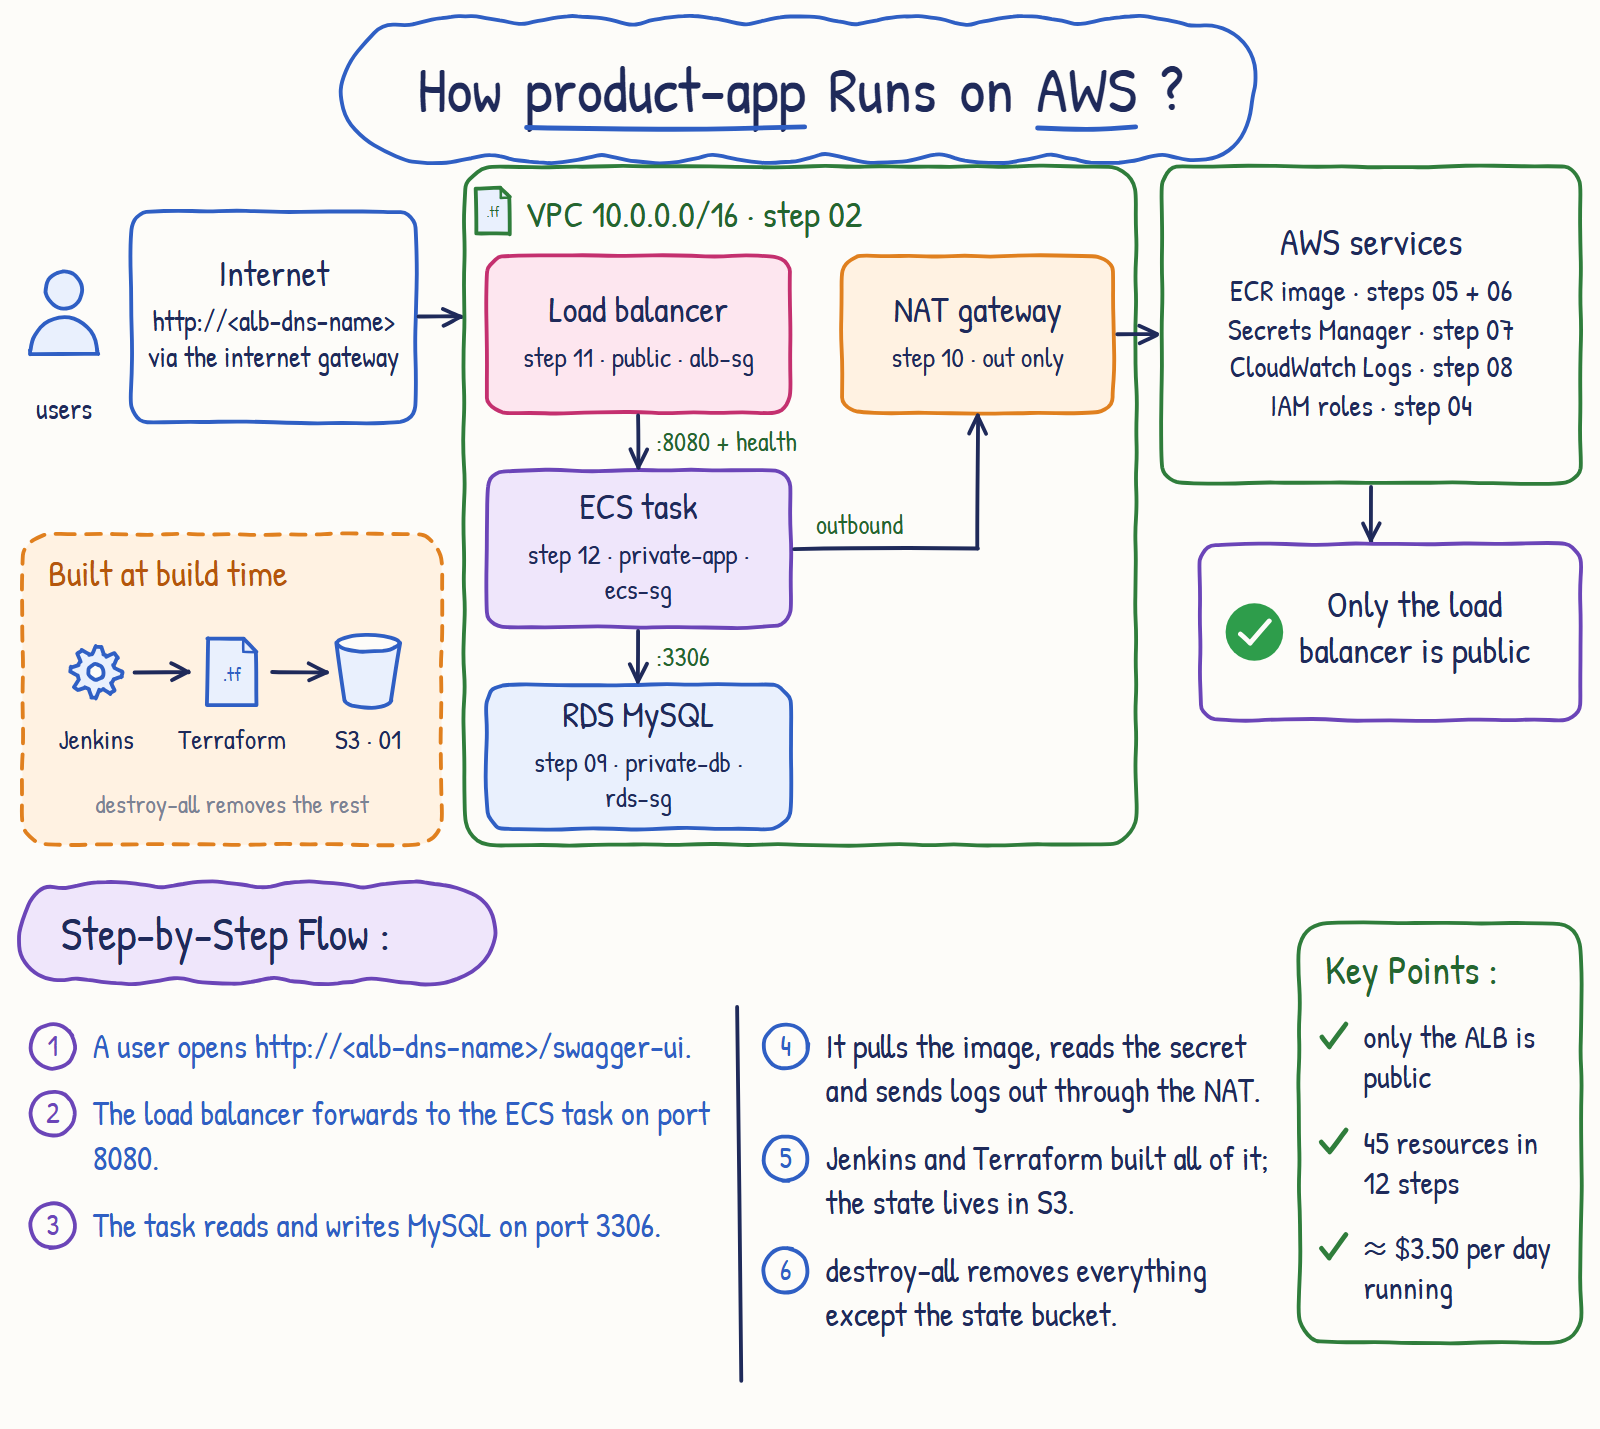 How product-app Runs on AWS ?
users
Internet
http://<alb-dns-name>
via the internet gateway
.tf
VPC 10.0.0.0/16 · step 02
Load balancer
step 11 · public · alb-sg
NAT gateway
step 10 · out only
:8080 + health
ECS task
step 12 · private-app ·
ecs-sg
outbound
:3306
RDS MySQL
step 09 · private-db ·
rds-sg
AWS services
ECR image · steps 05 + 06
Secrets Manager · step 07
CloudWatch Logs · step 08
IAM roles · step 04
Only the load
balancer is public
Built at build time
.tf
Jenkins
Terraform
S3 · 01
destroy-all removes the rest
Step-by-Step Flow :
1 A user opens http://<alb-dns-name>/swagger-ui.
2 The load balancer forwards to the ECS task on port
8080.
3 The task reads and writes MySQL on port 3306.
4 It pulls the image, reads the secret
and sends logs out through the NAT.
5 Jenkins and Terraform built all of it;
the state lives in S3.
6 destroy-all removes everything
except the state bucket.
Key Points :
only the ALB is
public
45 resources in
12 steps
≈ $3.50 per day
running